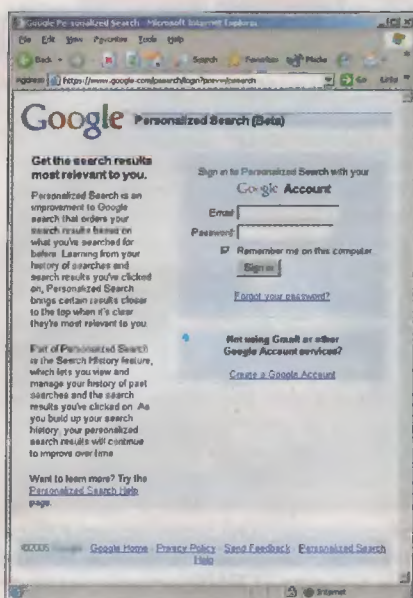 Google Personalized Search - Microsoft Internet Explorer
File Edit View Favorites Tools Help
Back Search Favorites Media
Address https://www.google.com/psearch/login?prev=/psearch Go Links
Google Personalized Search (Beta)
Get the search results
most relevant to you.
Personalized Search is an
improvement to Google
search that orders your
search results based on
what you've searched for
before. Learning from your
history of searches and
search results you've clicked
on, Personalized Search
brings certain results closer
to the top when it's clear
they're most relevant to you.
Part of Personalized Search
is the Search History feature,
which lets you view and
manage your history of past
searches and the search
results you've clicked on. As
you build up your search
history, your personalized
search results will continue
to improve over time.
Want to learn more? Try the
Personalized Search Help
page.
Sign in to Personalized Search with your
Google Account
Email:
Password:
Remember me on this computer.
Sign in
Forgot your password?
Not using Gmail or other
Google Account services?
Create a Google Account
©2005 Google - Google Home - Privacy Policy - Send Feedback - Personalized Search
Help
Internet